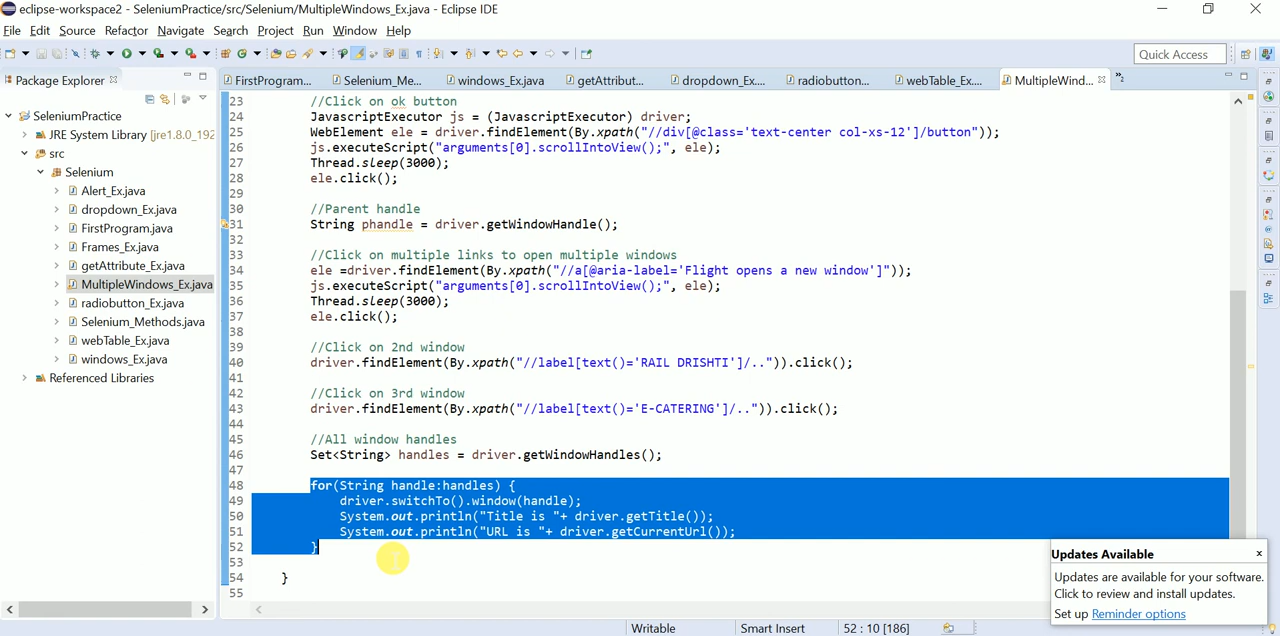 eclipse-workspace2 - SeleniumPractice/src/Selenium/MultipleWindows_Ex.java - Eclipse IDE
File Edit Source Refactor Navigate Search Project Run Window Help
Quick Access
Package Explorer
FirstProgram... Selenium_Me... windows_Ex.java getAttribut... dropdown_Ex.... radiobutton... webTable_Ex.... MultipleWind... »2
SeleniumPractice
JRE System Library [jre1.8.0_192
src
Selenium
Alert_Ex.java
dropdown_Ex.java
FirstProgram.java
Frames_Ex.java
getAttribute_Ex.java
MultipleWindows_Ex.java
radiobutton_Ex.java
Selenium_Methods.java
webTable_Ex.java
windows_Ex.java
Referenced Libraries
23 //Click on ok button
24 JavascriptExecutor js = (JavascriptExecutor) driver;
25 WebElement ele = driver.findElement(By.xpath("//div[@class='text-center col-xs-12']/button"));
26 js.executeScript("arguments[0].scrollIntoView();", ele);
27 Thread.sleep(3000);
28 ele.click();
29
30 //Parent handle
31 String phandle = driver.getWindowHandle();
32
33 //Click on multiple links to open multiple windows
34 ele =driver.findElement(By.xpath("//a[@aria-label='Flight opens a new window']"));
35 js.executeScript("arguments[0].scrollIntoView();", ele);
36 Thread.sleep(3000);
37 ele.click();
38
39 //Click on 2nd window
40 driver.findElement(By.xpath("//label[text()='RAIL DRISHTI']/..")).click();
41
42 //Click on 3rd window
43 driver.findElement(By.xpath("//label[text()='E-CATERING']/..")).click();
44
45 //All window handles
46 Set<String> handles = driver.getWindowHandles();
47
48 for(String handle:handles) {
49 driver.switchTo().window(handle);
50 System.out.println("Title is "+ driver.getTitle());
51 System.out.println("URL is "+ driver.getCurrentUrl());
52 }
53
54 }
55
Updates Available
Updates are available for your software.
Click to review and install updates.
Set up Reminder options
Writable Smart Insert 52 : 10 [186]